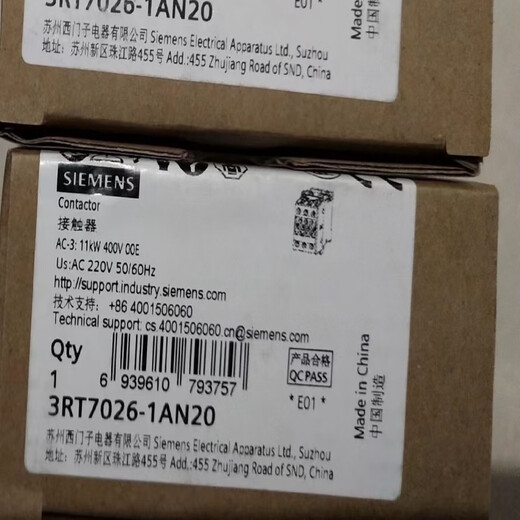 3RT7026-1AN20
E01 *
苏州西门子电器有限公司 Siemens Electrical Apparatus Ltd., Suzhou
地址：苏州新区珠江路455号 Add.:455 Zhujiang Road of SND, China
Made in
中国制
SIEMENS
Contactor
接触器
AC-3: 11kW 400V 00E
Us:AC 220V 50/60Hz
http://support.industry.siemens.com
技术支持： +86 4001506060
Technical support: cs.4001506060.cn@siemens.com
Qty
1
6 939610 793757
产品合格
QC PASS
* E01 *
Made in China
中国制造
3RT7026-1AN20
苏州西门子电器有限公司 Siemens Electrical Apparatus Ltd., Suzhou
地址：苏州新区珠江路455号 Add.:455 Zhujiang Road of SND, China